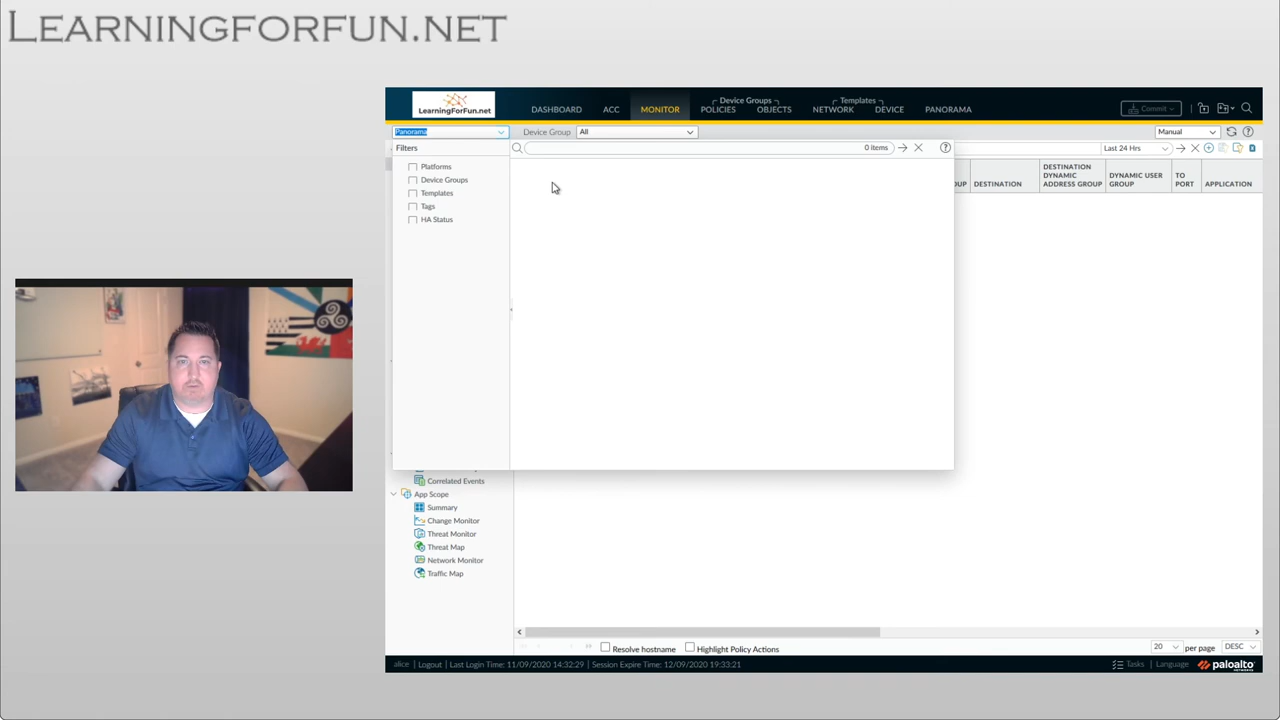 LEARNINGFORFUN.NET
LearningForFun.net
DASHBOARD
ACC
MONITOR
Device Groups
POLICIES
OBJECTS
Templates
NETWORK
DEVICE
PANORAMA
Commit
Panorama
Device Group
All
Manual
Filters
0 items
Last 24 Hrs
Platforms
Device Groups
Templates
Tags
HA Status
DESTINATION
DESTINATION DYNAMIC ADDRESS GROUP
DYNAMIC USER GROUP
TO PORT
APPLICATION
Correlated Events
App Scope
Summary
Change Monitor
Threat Monitor
Threat Map
Network Monitor
Traffic Map
Resolve hostname
Highlight Policy Actions
20
per page
DESC
alice
Logout
Last Login Time: 11/09/2020 14:32:29
Session Expire Time: 12/09/2020 19:33:21
Tasks
Language
paloalto
NETWORKS